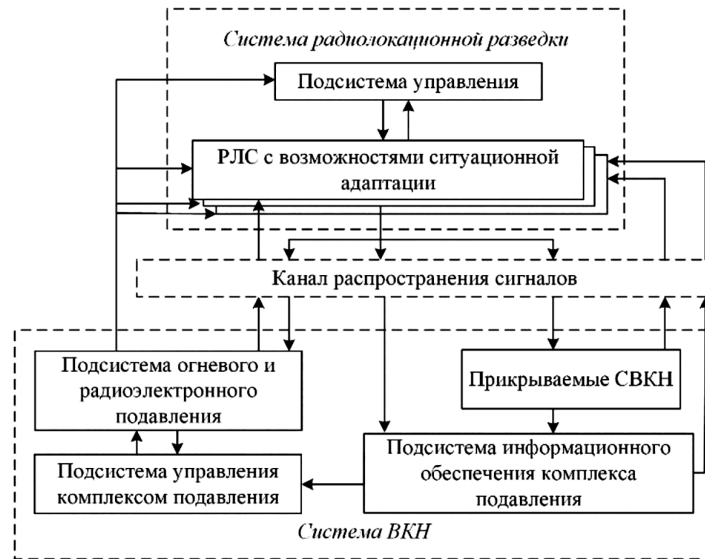 Система радиолокационной разведки
Подсистема управления
РЛС с возможностями ситуационной
адаптации
Канал распространения сигналов
Подсистема огневого и
радиоэлектронного
подавления
Прикрываемые СВКН
Подсистема управления
комплексом подавления
Подсистема информационного
обеспечения комплекса
подавления
Система ВКН